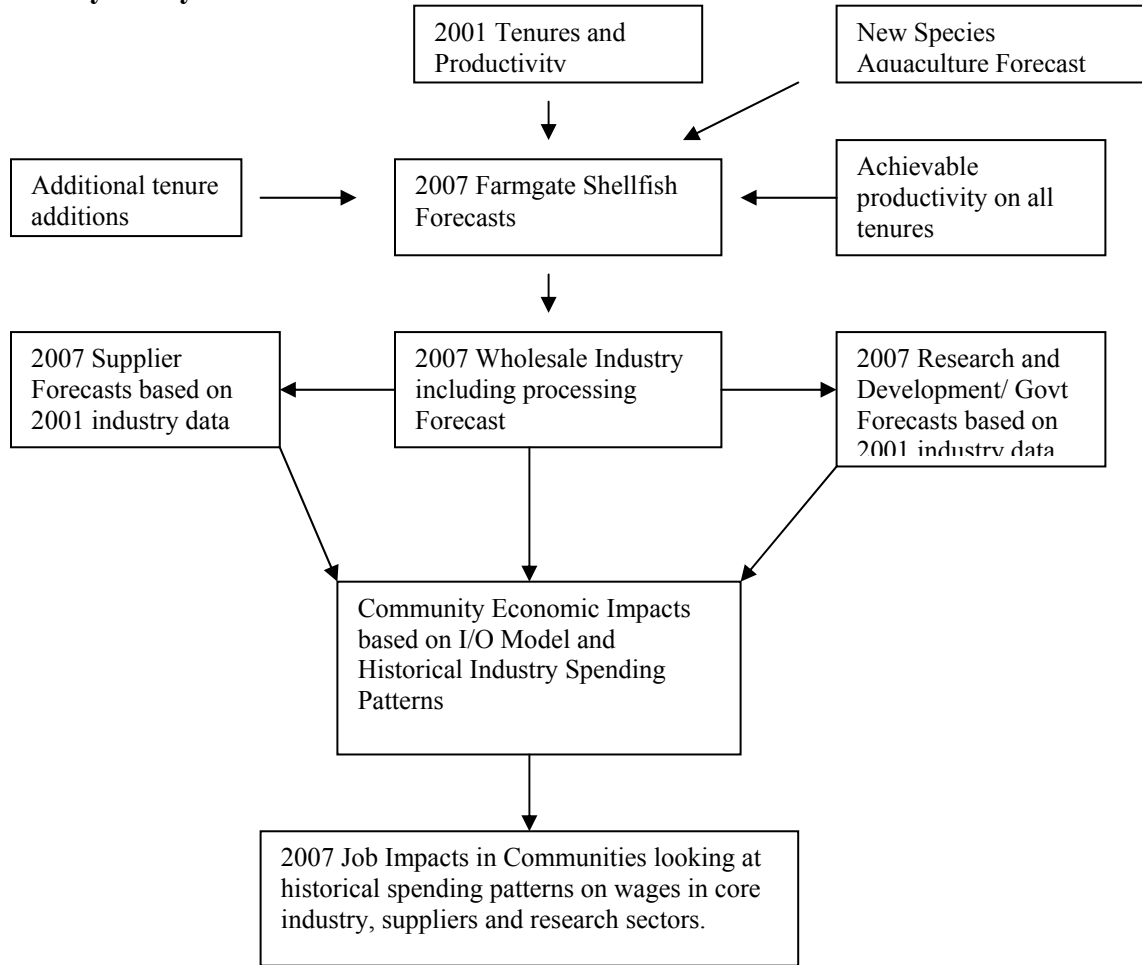 2001 Tenures and
Productivity
New Species
Aquaculture Forecast
Additional tenure
additions
2007 Farmgate Shellfish
Forecasts
Achievable
productivity on all
tenures
2007 Supplier
Forecasts based on
2001 industry data
2007 Wholesale Industry
including processing
Forecast
2007 Research and
Development/ Govt
Forecasts based on
2001 industry data
Community Economic Impacts
based on I/O Model and
Historical Industry Spending
Patterns
2007 Job Impacts in Communities looking at
historical spending patterns on wages in core
industry, suppliers and research sectors.